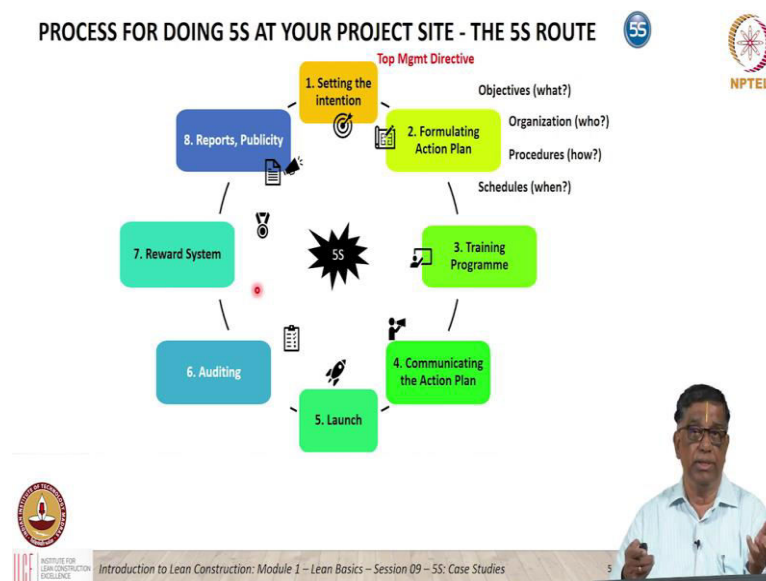 PROCESS FOR DOING 5S AT YOUR PROJECT SITE - THE 5S ROUTE
5S
NPTEL
Top Mgmt Directive
1. Setting the
intention
Objectives (what?)
Organization (who?)
Procedures (how?)
Schedules (when?)
2. Formulating
Action Plan
3. Training
Programme
4. Communicating
the Action Plan
5. Launch
6. Auditing
7. Reward System
8. Reports, Publicity
5S
INSTITUTE FOR
LEAN CONSTRUCTION
EXCELLENCE
Introduction to Lean Construction: Module 1 – Lean Basics – Session 09 – 5S: Case Studies
5